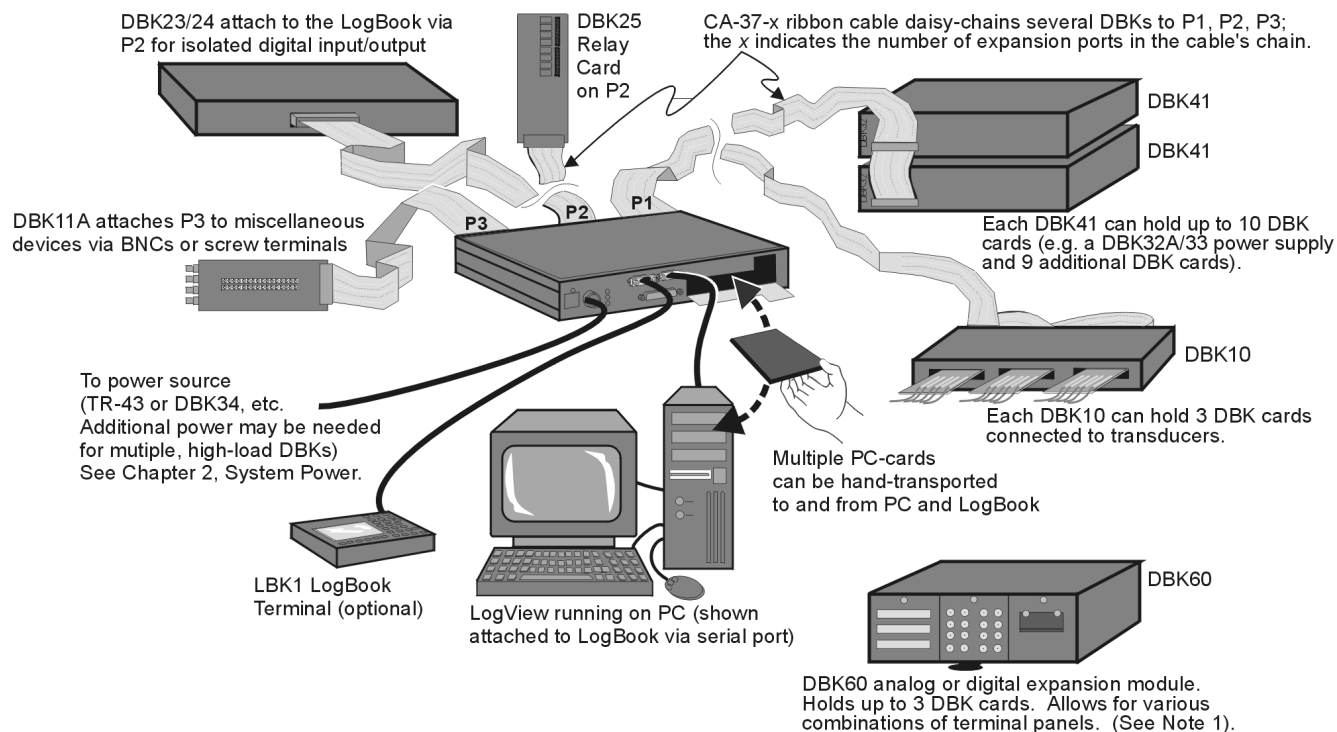 DBK23/24 attach to the LogBook via
P2 for isolated digital input/output
DBK25
Relay
Card
on P2
CA-37-x ribbon cable daisy-chains several DBKs to P1, P2, P3;
the x indicates the number of expansion ports in the cable's chain.
DBK41
DBK41
Each DBK41 can hold up to 10 DBK
cards (e.g. a DBK32A/33 power supply
and 9 additional DBK cards).
P1
P2
P3
DBK11A attaches P3 to miscellaneous
devices via BNCs or screw terminals
DBK10
Each DBK10 can hold 3 DBK cards
connected to transducers.
To power source
(TR-43 or DBK34, etc.
Additional power may be needed
for mutiple, high-load DBKs)
See Chapter 2, System Power.
Multiple PC-cards
can be hand-transported
to and from PC and LogBook
LBK1 LogBook
Terminal (optional)
LogView running on PC (shown
attached to LogBook via serial port)
DBK60
DBK60 analog or digital expansion module.
Holds up to 3 DBK cards.  Allows for various
combinations of terminal panels.  (See Note 1).